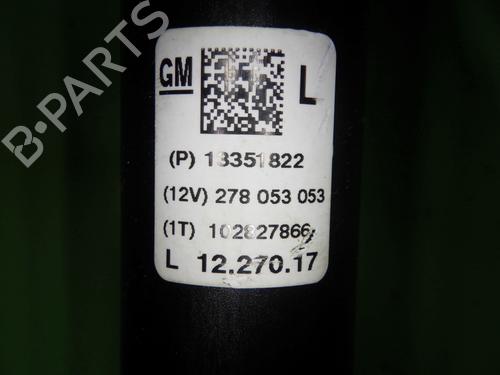 GM
L
(P) 13351822
(12V) 278 053 053
(1T) 102827866
L 12.270.17
B-PARTS